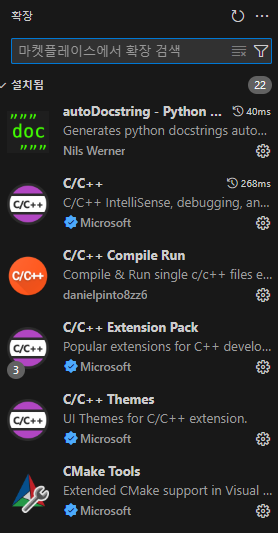 확장
마켓플레이스에서 확장 검색
설치됨 22
""" doc """
autoDocstring - Python ... 40ms
Generates python docstrings auto...
Nils Werner
C/C++
C/C++ 268ms
C/C++ IntelliSense, debugging, an...
Microsoft
C/C++
C/C++ Compile Run
Compile & Run single c/c++ files e...
danielpinto8zz6
C/C++
3
C/C++ Extension Pack
Popular extensions for C++ develo...
Microsoft
C/C++
C/C++ Themes
UI Themes for C/C++ extension.
Microsoft
CMake Tools
Extended CMake support in Visual ...
Microsoft